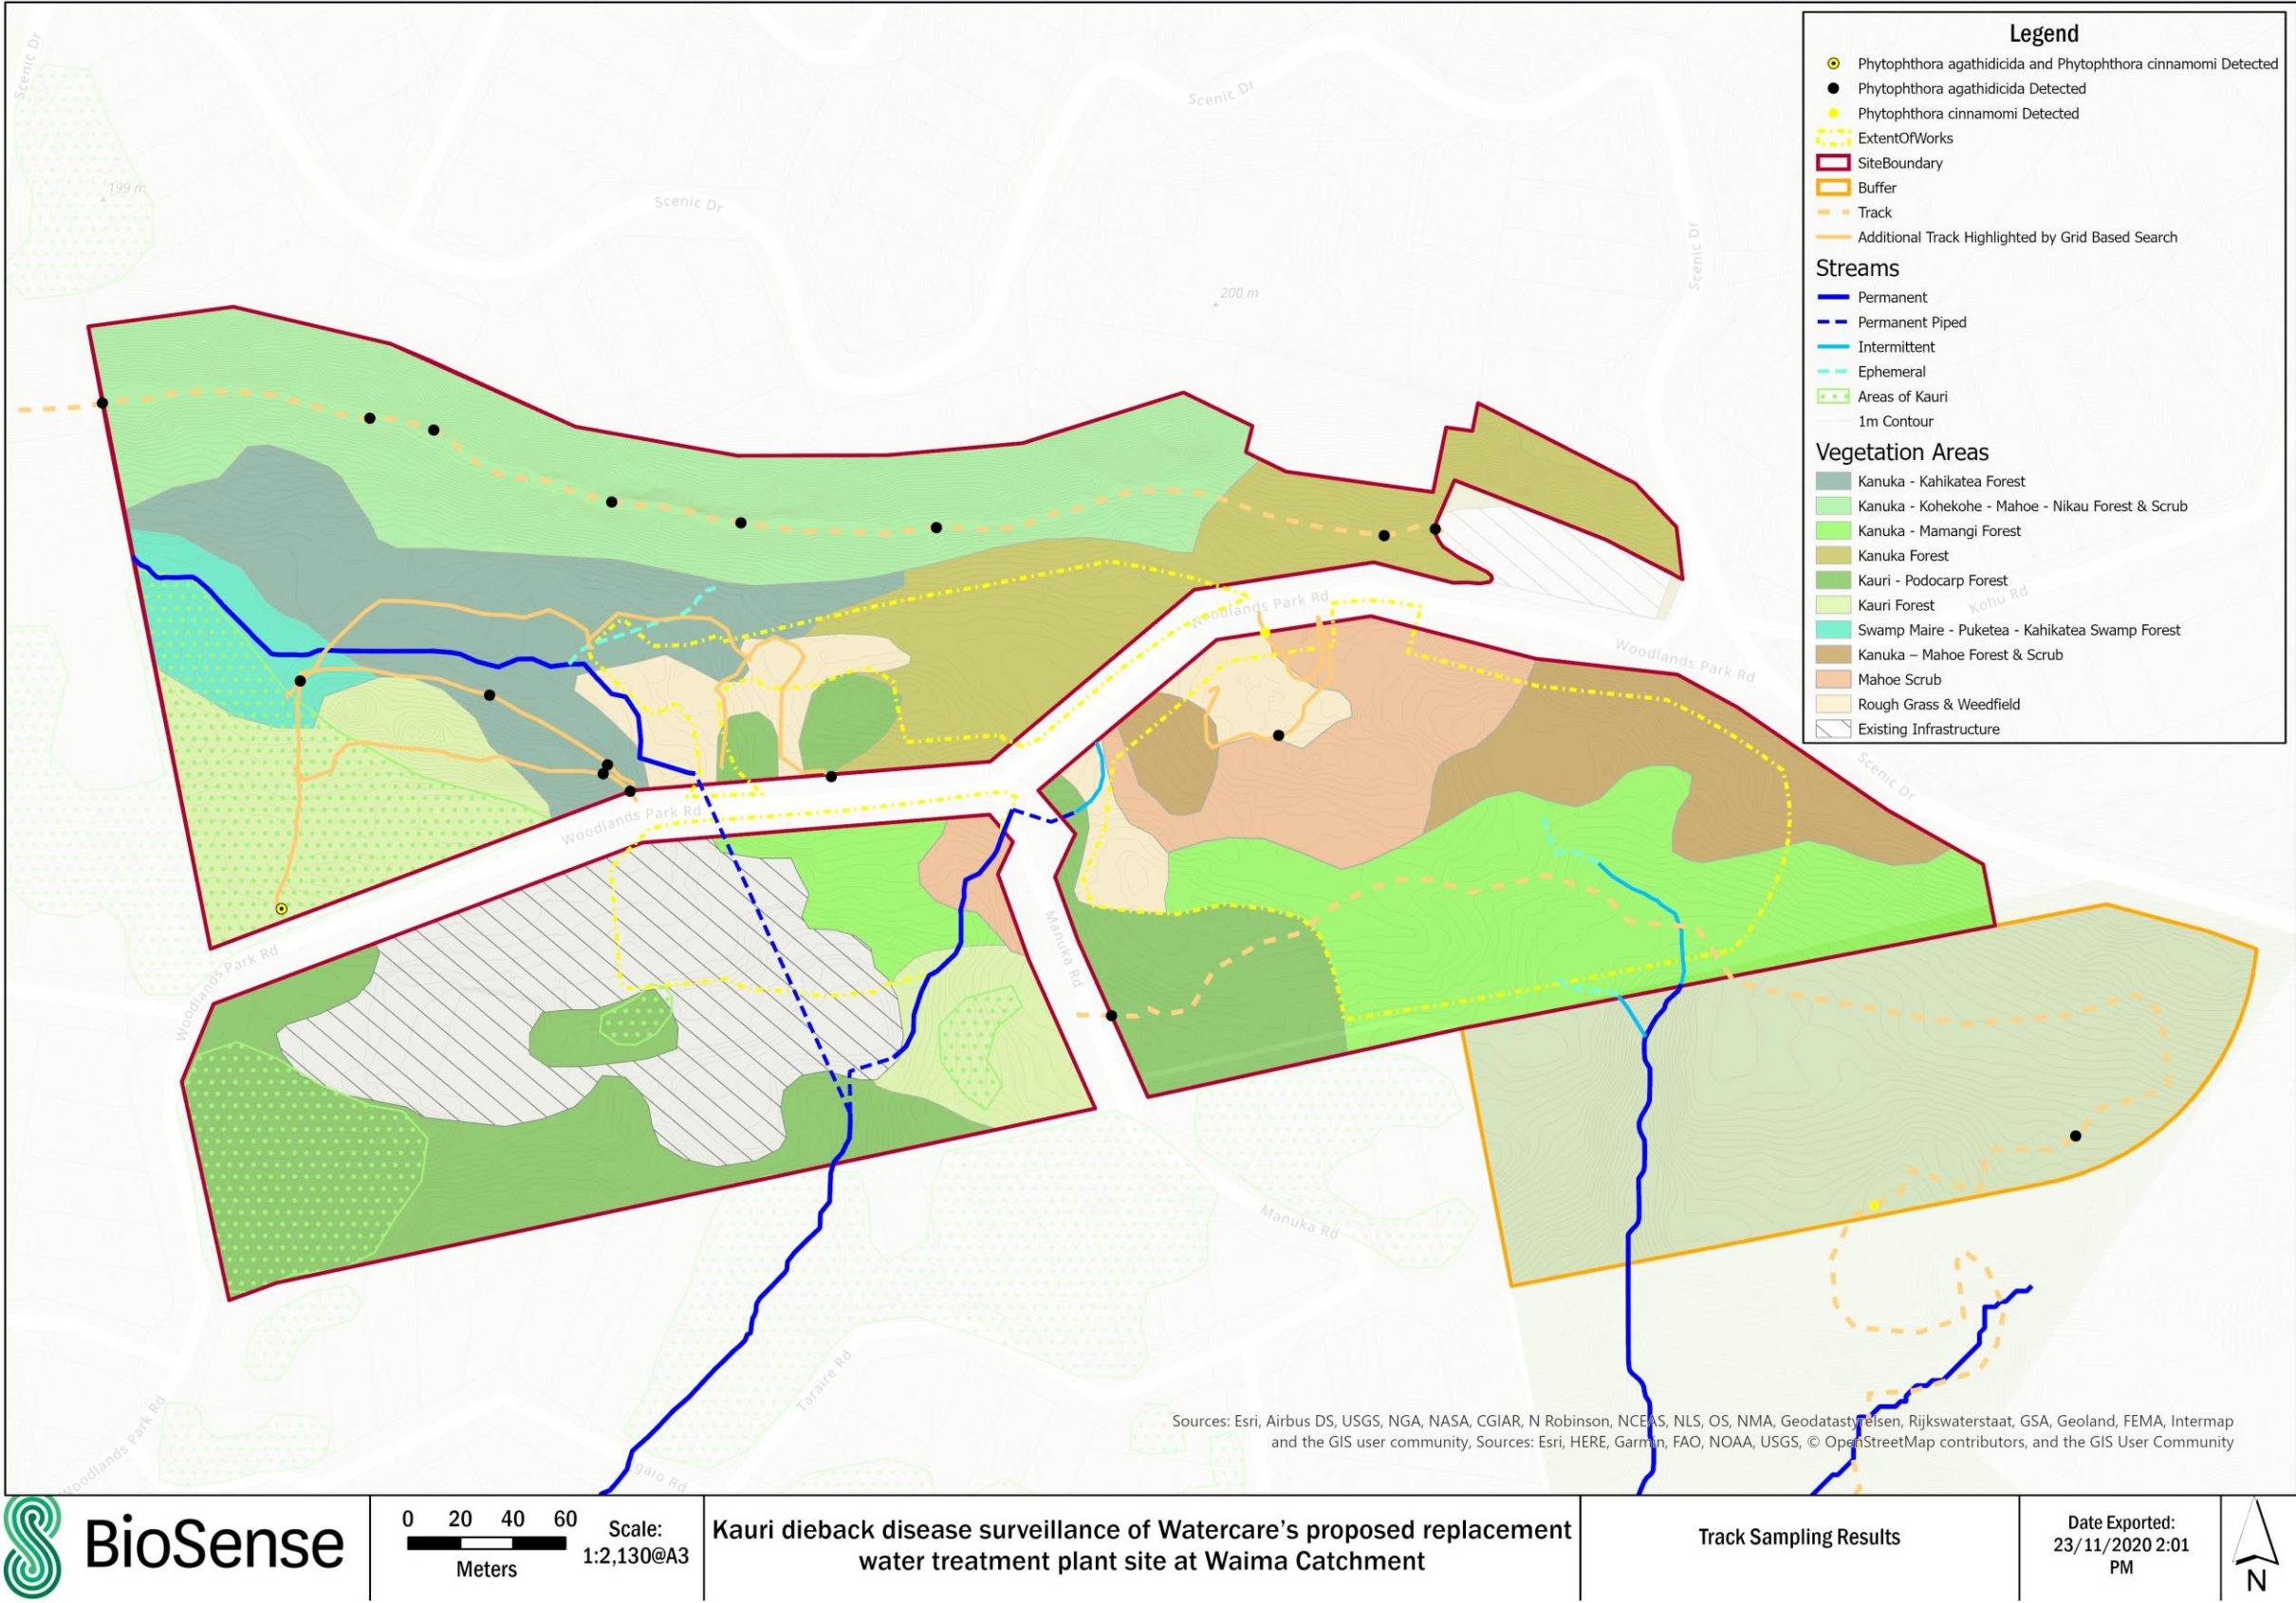 Scenic Dr
199 m
Scenic Dr
Scenic Dr
Scenic Dr
200 m
Woodlands Park Rd
Kohu Rd
Woodlands Park Rd
Scenic Dr
Woodlands Park Rd
Woodlands Park Rd
Manuka Rd
Manuka Rd
Taraire Rd
Woodlands Park Rd
Legend
Phytophthora agathidicida and Phytophthora cinnamomi Detected
Phytophthora agathidicida Detected
Phytophthora cinnamomi Detected
ExtentOfWorks
SiteBoundary
Buffer
Track
Additional Track Highlighted by Grid Based Search
Streams
Permanent
Permanent Piped
Intermittent
Ephemeral
Areas of Kauri
1m Contour
Vegetation Areas
Kanuka - Kahikatea Forest
Kanuka - Kohekohe - Mahoe - Nikau Forest & Scrub
Kanuka - Mamangi Forest
Kanuka Forest
Kauri - Podocarp Forest
Kauri Forest
Swamp Maire - Puketea - Kahikatea Swamp Forest
Kanuka – Mahoe Forest & Scrub
Mahoe Scrub
Rough Grass & Weedfield
Existing Infrastructure
Sources: Esri, Airbus DS, USGS, NGA, NASA, CGIAR, N Robinson, NCEAS, NLS, OS, NMA, Geodatastyrelsen, Rijkswaterstaat, GSA, Geoland, FEMA, Intermap
and the GIS user community, Sources: Esri, HERE, Garmin, FAO, NOAA, USGS, © OpenStreetMap contributors, and the GIS User Community
BioSense
0 20 40 60
Meters
Scale:
1:2,130@A3
Kauri dieback disease surveillance of Watercare’s proposed replacement
water treatment plant site at Waima Catchment
Track Sampling Results
Date Exported:
23/11/2020 2:01
PM
N